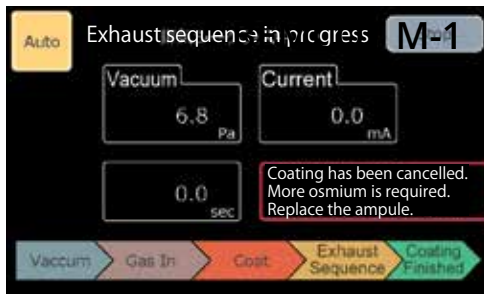 Auto
Exhaust sequence in progress
M-1
Vacuum
6.8
Pa
Current
0.0
mA
0.0
sec
Coating has been cancelled.
More osmium is required.
Replace the ampule.
Vaccum
Gas In
Coat
Exhaust
Sequence
Coating
Finished